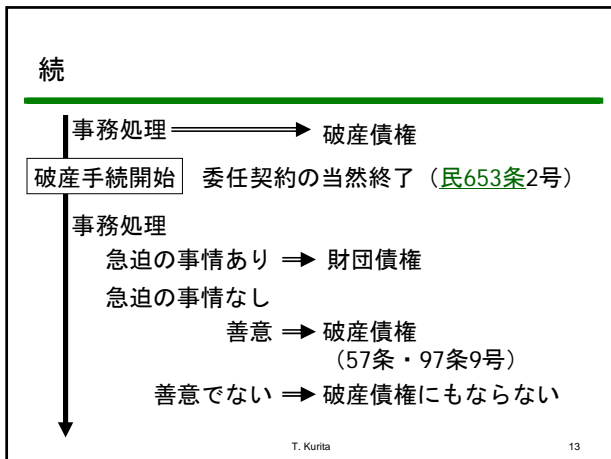 続
事務処理 破産債権
破産手続開始 委任契約の当然終了（民653条2号）
事務処理
急迫の事情あり ⇒ 財団債権
急迫の事情なし
善意 ⇒ 破産債権
（57条・97条9号）
善意でない ⇒ 破産債権にもならない
T. Kurita 13